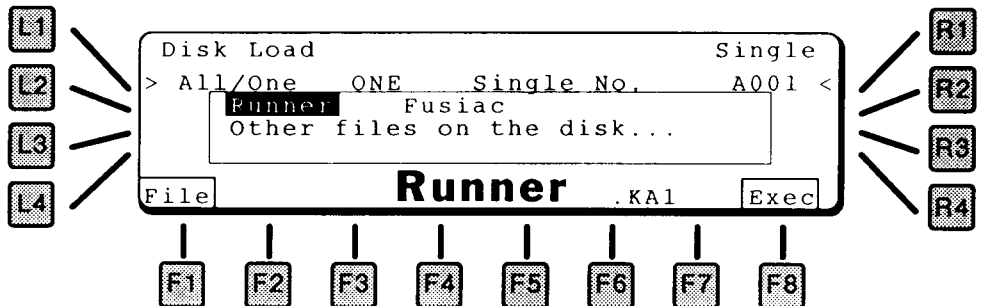 L1
L2
L3
L4
Disk Load Single
> All/One ONE Single No. A001 <
Runner Fusiac
Other files on the disk...
File Runner .KA1 Exec
R1
R2
R3
R4
F1 F2 F3 F4 F5 F6 F7 F8